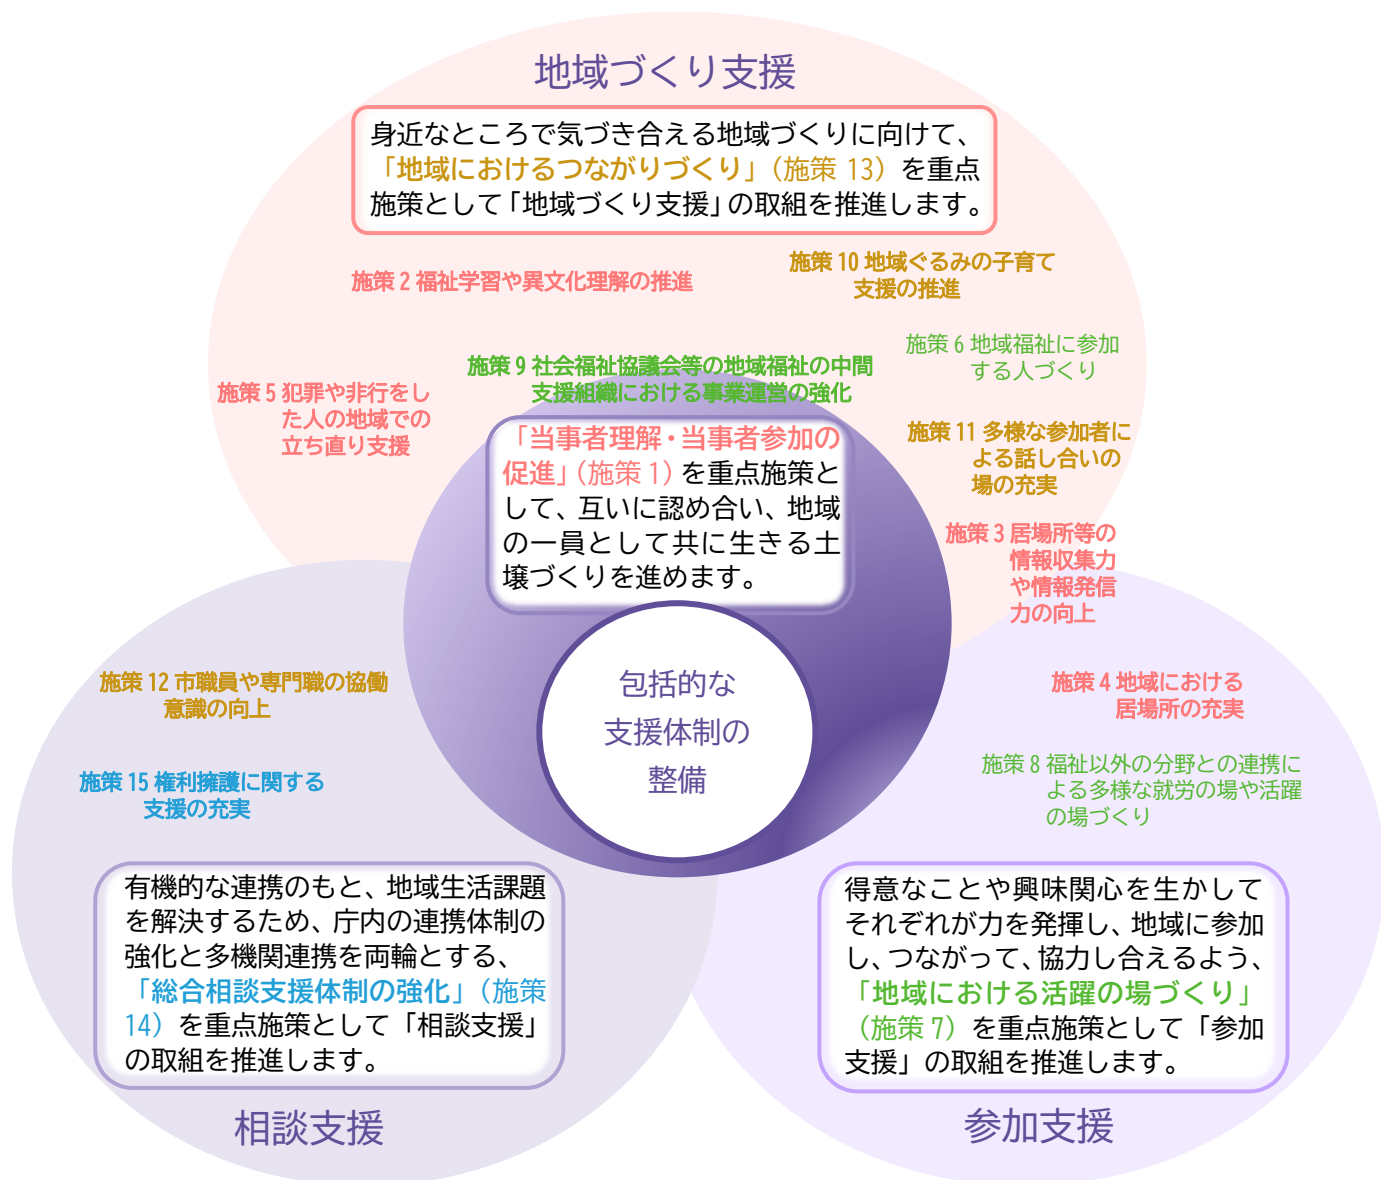 地域づくり支援
身近なところで気づき合える地域づくりに向けて、
「地域におけるつながりづくり」（施策 13）を重点
施策として「地域づくり支援」の取組を推進します。
施策 2 福祉学習や異文化理解の推進
施策 10 地域ぐるみの子育て
支援の推進
施策 9 社会福祉協議会等の地域福祉の中間
支援組織における事業運営の強化
施策 6 地域福祉に参加
する人づくり
施策 5 犯罪や非行をし
た人の地域での
立ち直り支援
施策 11 多様な参加者に
よる話し合いの
場の充実
「当事者理解・当事者参加の
促進」（施策 1）を重点施策と
して、互いに認め合い、地域
の一員として共に生きる土
壌づくりを進めます。
施策 3 居場所等の
情報収集力
や情報発信
力の向上
包括的な
支援体制の
整備
施策 12 市職員や専門職の協働
意識の向上
施策 15 権利擁護に関する
支援の充実
有機的な連携のもと、地域生活課題
を解決するため、庁内の連携体制の
強化と多機関連携を両輪とする、
「総合相談支援体制の強化」（施策
14）を重点施策として「相談支援」
の取組を推進します。
相談支援
施策 4 地域における
居場所の充実
施策 8 福祉以外の分野との連携に
よる多様な就労の場や活躍
の場づくり
得意なことや興味関心を生かして
それぞれが力を発揮し、地域に参加
し、つながって、協力し合えるよう、
「地域における活躍の場づくり」
（施策 7）を重点施策として「参加
支援」の取組を推進します。
参加支援